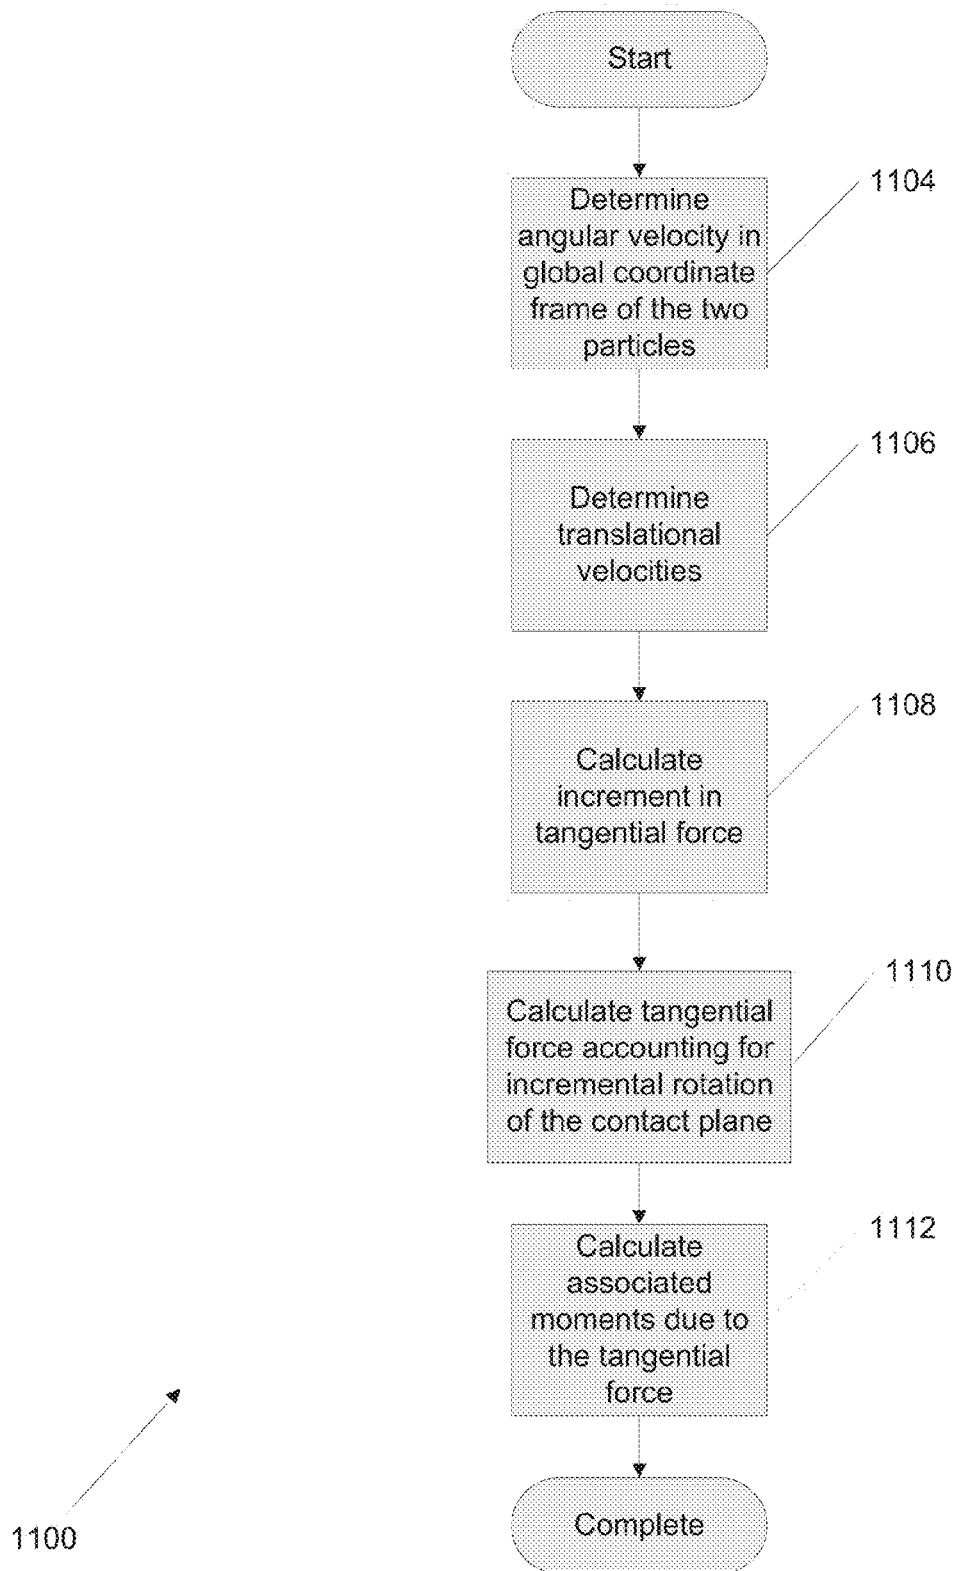 Start
1104
Determine
angular velocity in
global coordinate
frame of the two
particles
1106
Determine
translational
velocities
1108
Calculate
increment in
tangential force
1110
Calculate tangential
force accounting for
incremental rotation
of the contact plane
1112
Calculate
associated
moments due to
the tangential
force
Complete
1100